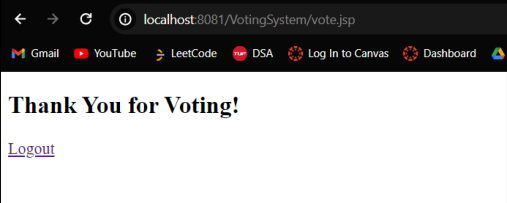 localhost:8081/VotingSystem/vote.jsp
Gmail YouTube LeetCode TUF DSA Log In to Canvas Dashboard
Thank You for Voting!
Logout